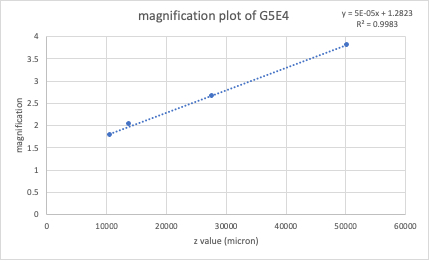 magnification plot of G5E4
y = 5E-05x + 1.2823
R² = 0.9983
4
3.5
3
2.5
2
1.5
1
0.5
0
magnification
0 10000 20000 30000 40000 50000 60000
z value (micron)